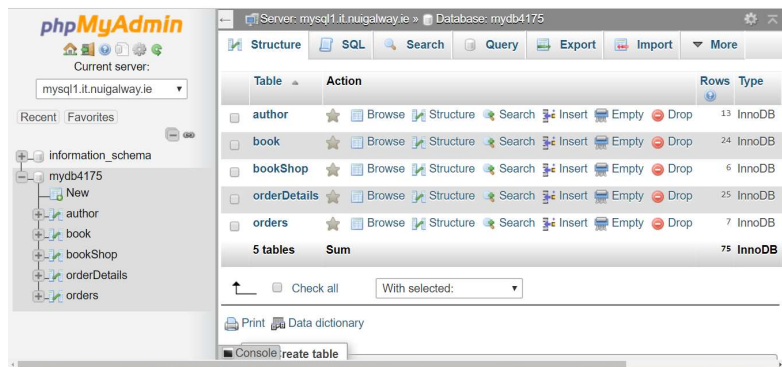 phpMyAdmin
Current server:
mysql1.it.nuigalway.ie
Recent Favorites
information_schema
mydb4175
New
author
book
bookShop
orderDetails
orders
Server: mysql1.it.nuigalway.ie » Database: mydb4175
Structure SQL Search Query Export Import More
Table Action Rows Type
author Browse Structure Search Insert Empty Drop 13 InnoDB
book Browse Structure Search Insert Empty Drop 24 InnoDB
bookShop Browse Structure Search Insert Empty Drop 6 InnoDB
orderDetails Browse Structure Search Insert Empty Drop 25 InnoDB
orders Browse Structure Search Insert Empty Drop 7 InnoDB
5 tables Sum 75 InnoDB
Check all With selected:
Print Data dictionary
Console reate table